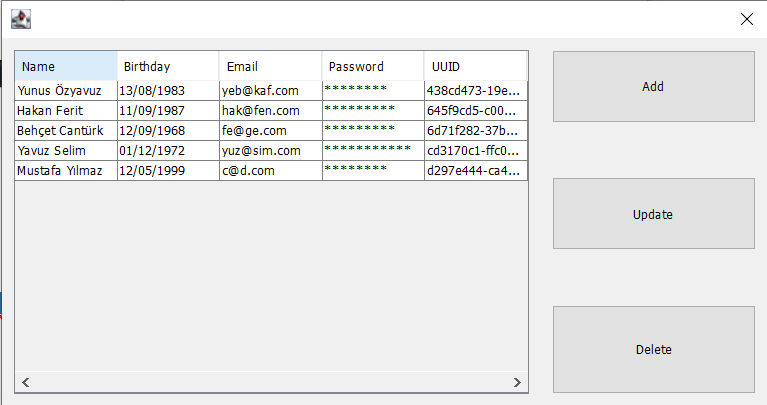 Name Birthday Email Password UUID
Yunus Özyavuz 13/08/1983 yeb@kaf.com ******** 438cd473-19e...
Hakan Ferit 11/09/1987 hak@fen.com ********* 645f9cd5-c00...
Behçet Cantürk 12/09/1968 fe@ge.com ********* 6d71f282-37b...
Yavuz Selim 01/12/1972 yuz@sim.com *********** cd3170c1-ffc0...
Mustafa Yılmaz 12/05/1999 c@d.com ******** d297e444-ca4...
Add
Update
Delete